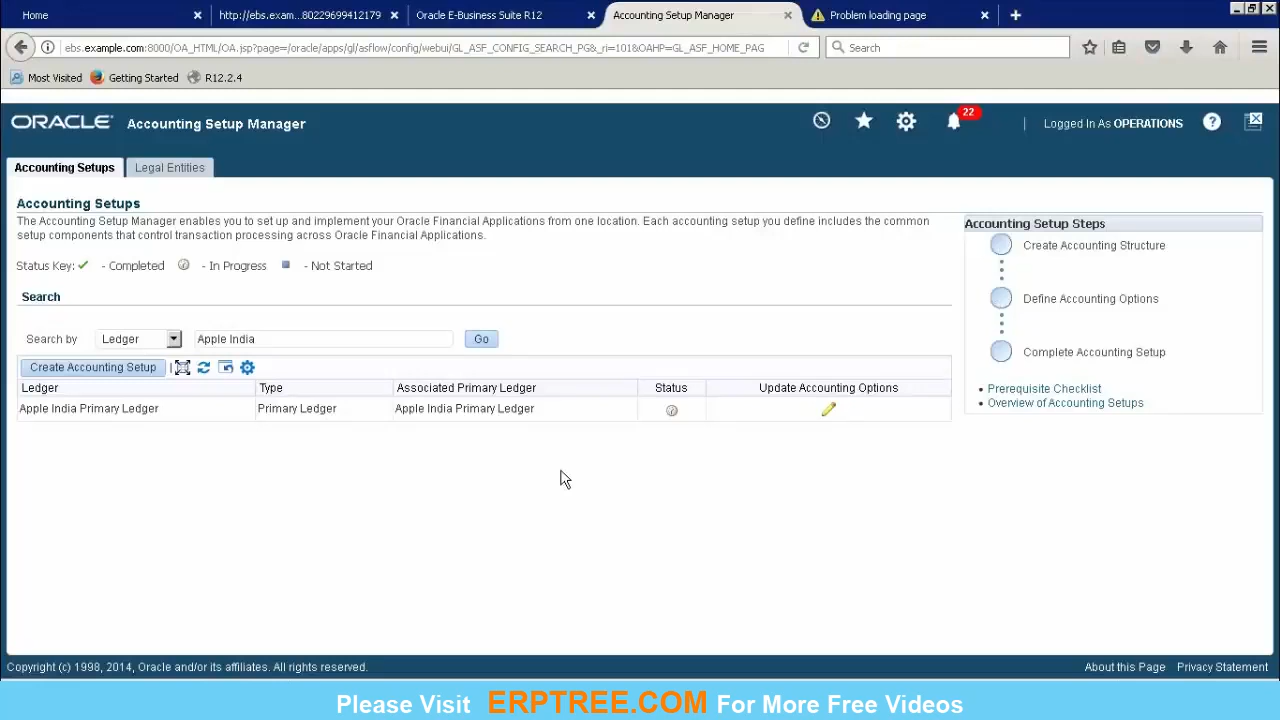 Home
http://ebs.exam...80229699412179
Oracle E-Business Suite R12
Accounting Setup Manager
Problem loading page
ebs.example.com:8000/OA_HTML/OA.jsp?page=/oracle/apps/gl/asflow/config/webui/GL_ASF_CONFIG_SEARCH_PG&_ri=101&OAHP=GL_ASF_HOME_PAG
Search
Most Visited
Getting Started
R12.2.4
ORACLE
Accounting Setup Manager
22
Logged In As OPERATIONS
Accounting Setups
Legal Entities
Accounting Setups
The Accounting Setup Manager enables you to set up and implement your Oracle Financial Applications from one location. Each accounting setup you define includes the common
setup components that control transaction processing across Oracle Financial Applications.
Status Key: - Completed - In Progress - Not Started
Search
Search by Ledger Apple India Go
Create Accounting Setup
Ledger Type Associated Primary Ledger Status Update Accounting Options
Apple India Primary Ledger Primary Ledger Apple India Primary Ledger
Accounting Setup Steps
Create Accounting Structure
Define Accounting Options
Complete Accounting Setup
Prerequisite Checklist
Overview of Accounting Setups
Copyright (c) 1998, 2014, Oracle and/or its affiliates. All rights reserved.
About this Page Privacy Statement
Please Visit ERPTREE.COM For More Free Videos